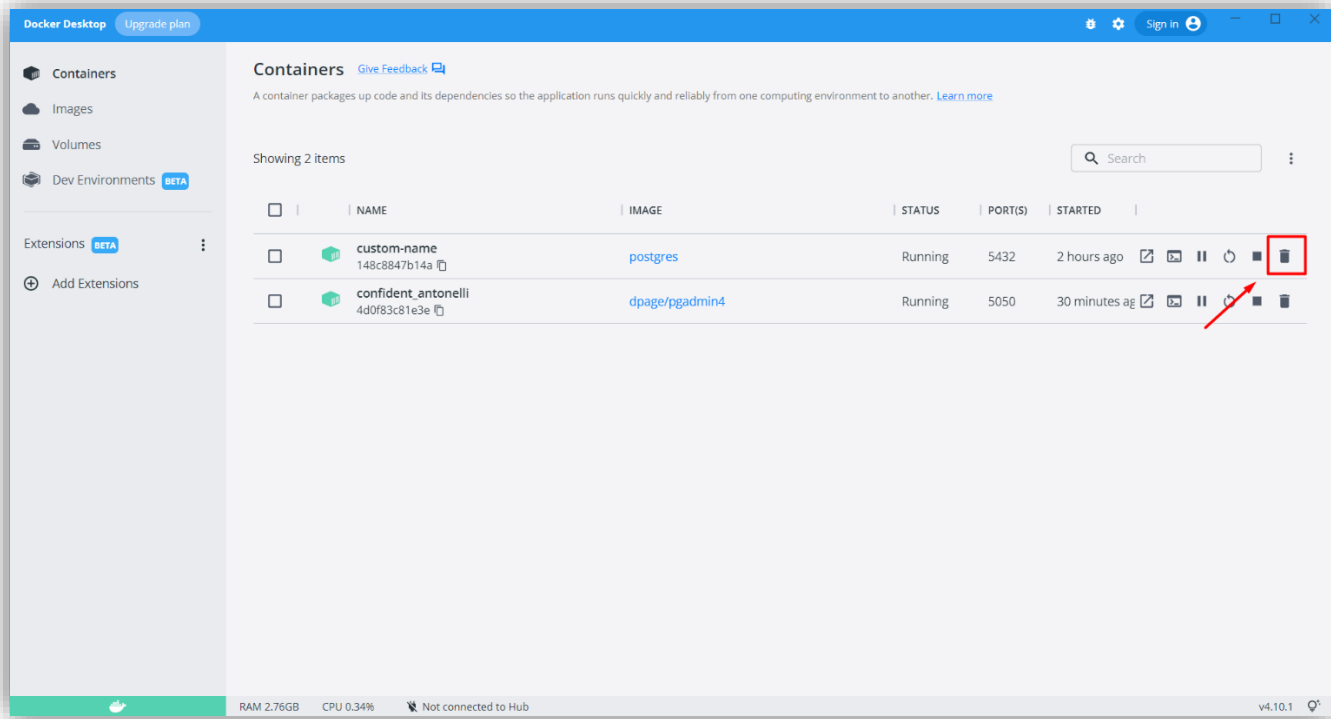 Docker Desktop Upgrade plan Sign in
Containers
Images
Volumes
Dev Environments BETA
Extensions BETA
Add Extensions
Containers Give Feedback
A container packages up code and its dependencies so the application runs quickly and reliably from one computing environment to another. Learn more
Showing 2 items Search
NAME IMAGE STATUS PORT(S) STARTED
custom-name
148c8847b14a
postgres Running 5432 2 hours ago
confident_antonelli
4d0f83c81e3e
dpage/pgadmin4 Running 5050 30 minutes ag
RAM 2.76GB CPU 0.34% Not connected to Hub v4.10.1